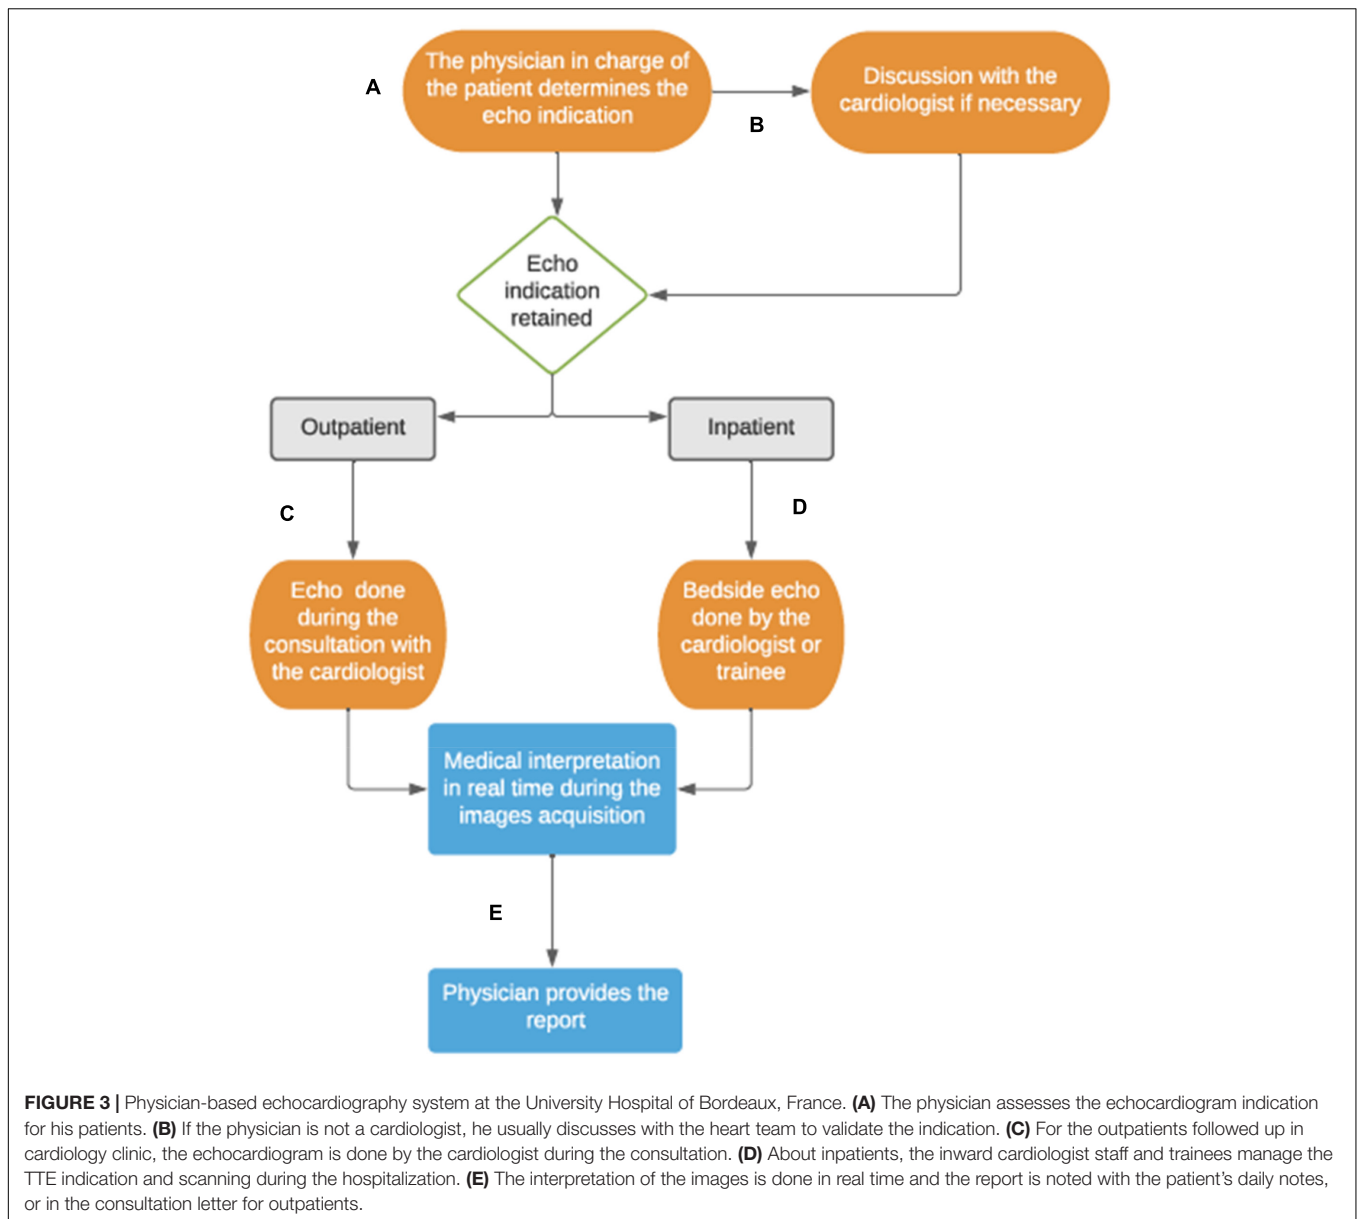 A
The physician in charge of
the patient determines the
echo indication
B
Discussion with the
cardiologist if necessary
Echo
indication
retained
Outpatient
Inpatient
C
D
Echo done
during the
consultation with
the cardiologist
Bedside echo
done by the
cardiologist or
trainee
Medical interpretation
in real time during the
images acquisition
E
Physician provides the
report
FIGURE 3 | Physician-based echocardiography system at the University Hospital of Bordeaux, France. (A) The physician assesses the echocardiogram indication
for his patients. (B) If the physician is not a cardiologist, he usually discusses with the heart team to validate the indication. (C) For the outpatients followed up in
cardiology clinic, the echocardiogram is done by the cardiologist during the consultation. (D) About inpatients, the inward cardiologist staff and trainees manage the
TTE indication and scanning during the hospitalization. (E) The interpretation of the images is done in real time and the report is noted with the patient's daily notes,
or in the consultation letter for outpatients.